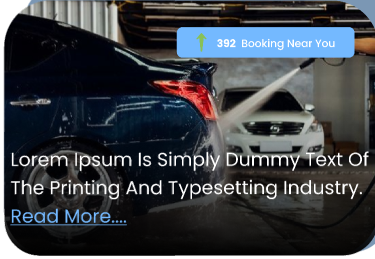 392 Booking Near You
Lorem Ipsum Is Simply Dummy Text Of
The Printing And Typesetting Industry.
Read More....